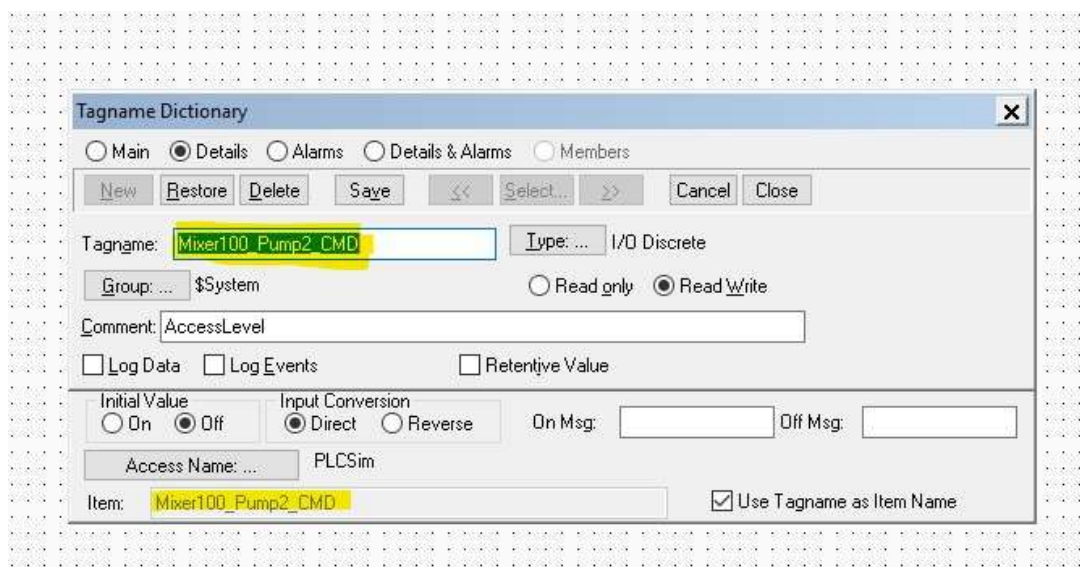 Tagname Dictionary
Main Details Alarms Details & Alarms Members
New Restore Delete Save << Select... >> Cancel Close
Tagname: Mixer100_Pump2_CMD Type: ... I/O Discrete
Group: ... $System Read only Read Write
Comment: AccessLevel
Log Data Log Events Retentive Value
Initial Value Input Conversion
On Off Direct Reverse On Msg: Off Msg:
Access Name: ... PLCSim
Item: Mixer100_Pump2_CMD Use Tagname as Item Name